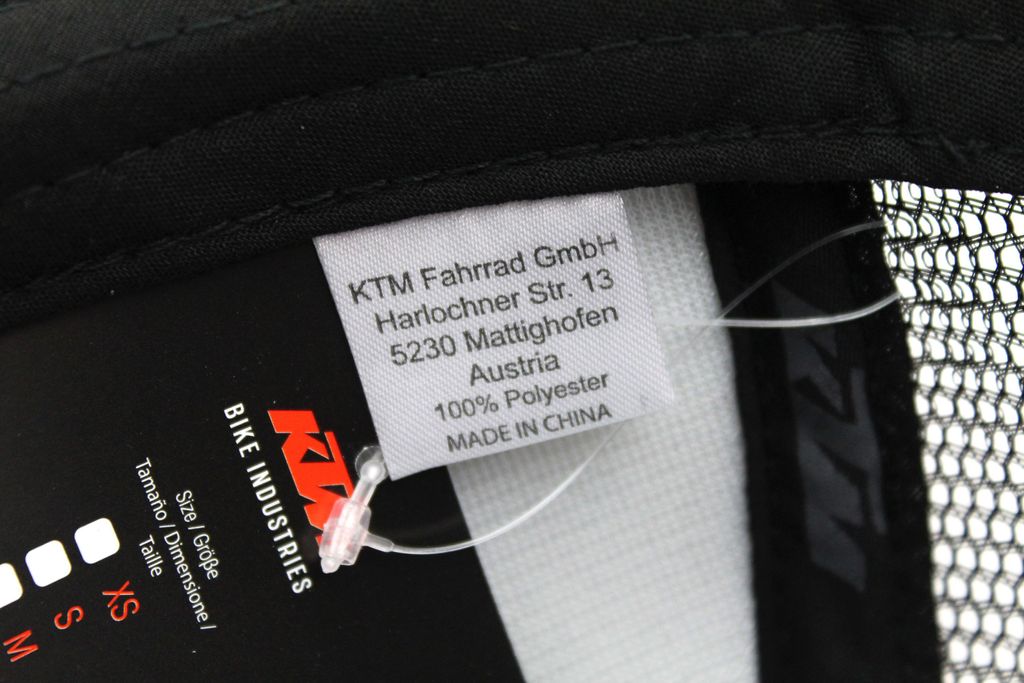 KTM Fahrrad GmbH
Harlochner Str. 13
5230 Mattighofen
Austria
100% Polyester
MADE IN CHINA
KTM
BIKE INDUSTRIES
Size / Größe
Tamaño / Dimensione /
Taille
XS
S
M
KTM